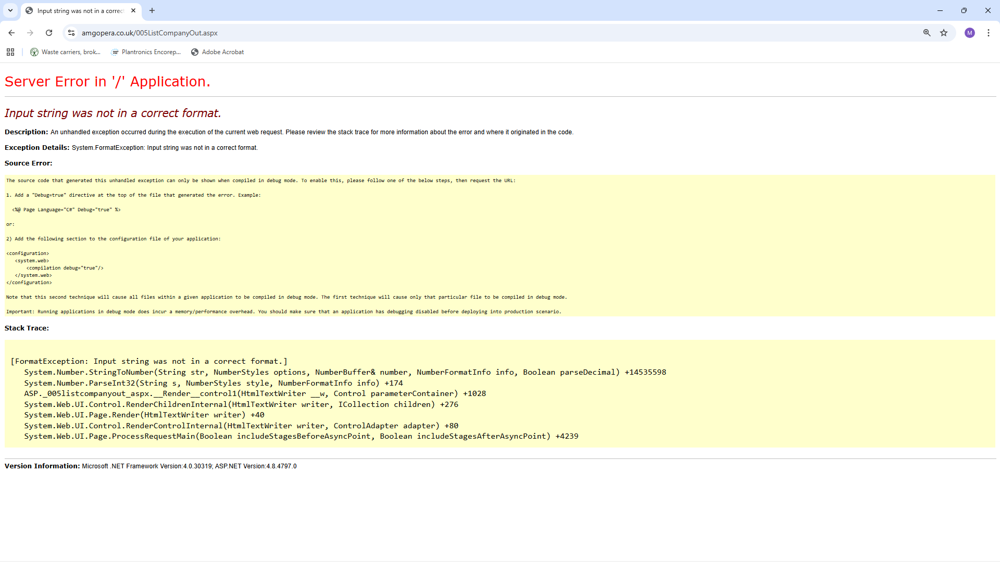 Input string was not in a correc
amgopera.co.uk/005ListCompanyOut.aspx
M
Waste carriers, brok...
Plantronics Encorep...
Adobe Acrobat
Server Error in '/' Application.
Input string was not in a correct format.
Description: An unhandled exception occurred during the execution of the current web request. Please review the stack trace for more information about the error and where it originated in the code.
Exception Details: System.FormatException: Input string was not in a correct format.
Source Error:
The source code that generated this unhandled exception can only be shown when compiled in debug mode. To enable this, please follow one of the below steps, then request the URL:
1. Add a "Debug=true" directive at the top of the file that generated the error. Example:
<%@ Page Language="C#" Debug="true" %>
or:
2) Add the following section to the configuration file of your application:
<configuration>
<system.web>
<compilation debug="true"/>
</system.web>
</configuration>
Note that this second technique will cause all files within a given application to be compiled in debug mode. The first technique will cause only that particular file to be compiled in debug mode.
Important: Running applications in debug mode does incur a memory/performance overhead. You should make sure that an application has debugging disabled before deploying into production scenario.
Stack Trace:
[FormatException: Input string was not in a correct format.]
System.Number.StringToNumber(String str, NumberStyles options, NumberBuffer& number, NumberFormatInfo info, Boolean parseDecimal) +14535598
System.Number.ParseInt32(String s, NumberStyles style, NumberFormatInfo info) +174
ASP._005listcompanyout_aspx.__Render__control1(HtmlTextWriter __w, Control parameterContainer) +1028
System.Web.UI.Control.RenderChildrenInternal(HtmlTextWriter writer, ICollection children) +276
System.Web.UI.Page.Render(HtmlTextWriter writer) +40
System.Web.UI.Control.RenderControlInternal(HtmlTextWriter writer, ControlAdapter adapter) +80
System.Web.UI.Page.ProcessRequestMain(Boolean includeStagesBeforeAsyncPoint, Boolean includeStagesAfterAsyncPoint) +4239
Version Information: Microsoft .NET Framework Version:4.0.30319; ASP.NET Version:4.8.4797.0